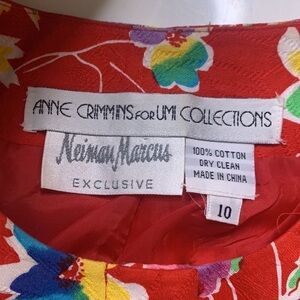 ANNE CRIMMINS FOR UMI COLLECTIONS
Neiman Marcus
EXCLUSIVE
100% COTTON
DRY CLEAN
MADE IN CHINA
10